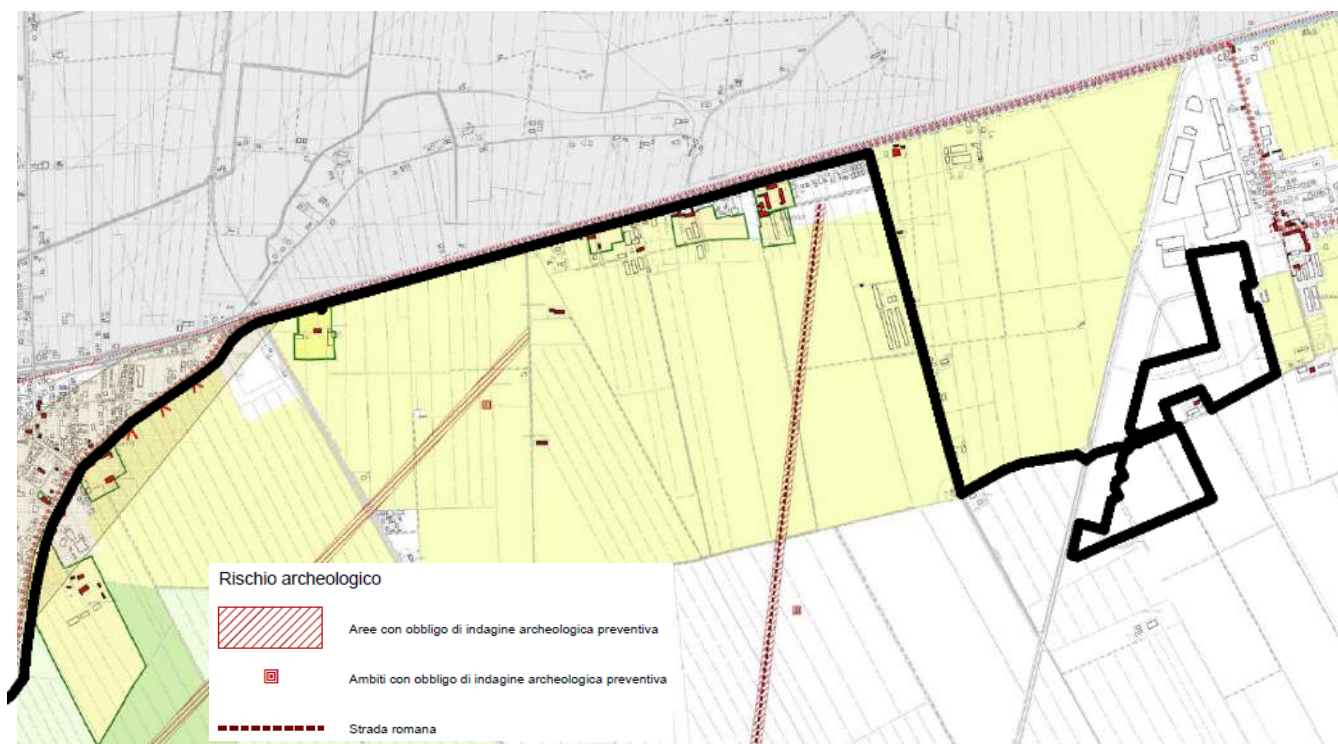 Rischio archeologico
Aree con obbligo di indagine archeologica preventiva
Ambiti con obbligo di indagine archeologica preventiva
Strada romana